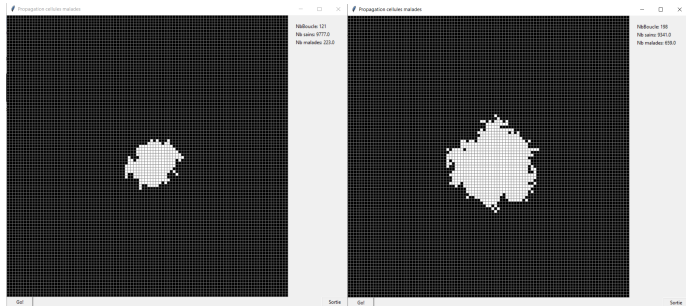 Propagation cellules malades
NbBoucle: 121
Nb sains: 9777.0
Nb malades: 223.0
Go!
Sortie
Propagation cellules malades
NbBoucle: 198
Nb sains: 9341.0
Nb malades: 659.0
Go!
Sortie